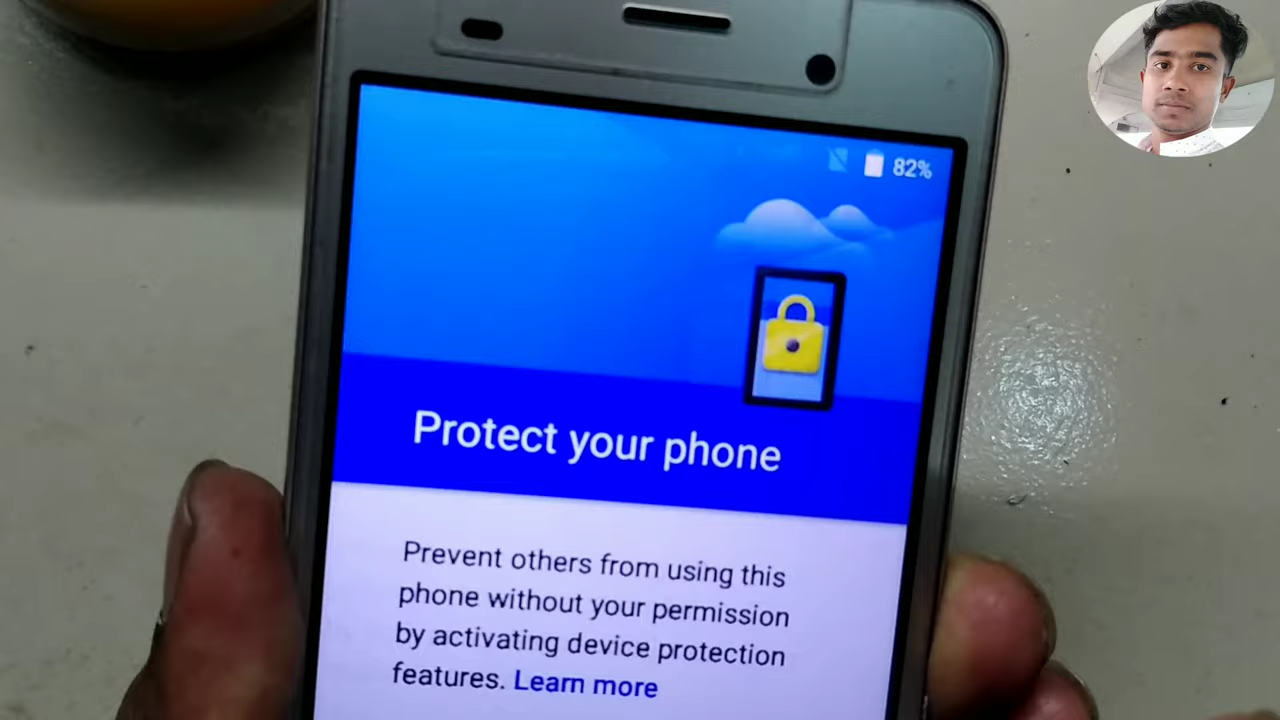 82%
Protect your phone
Prevent others from using this
phone without your permission
by activating device protection
features. Learn more